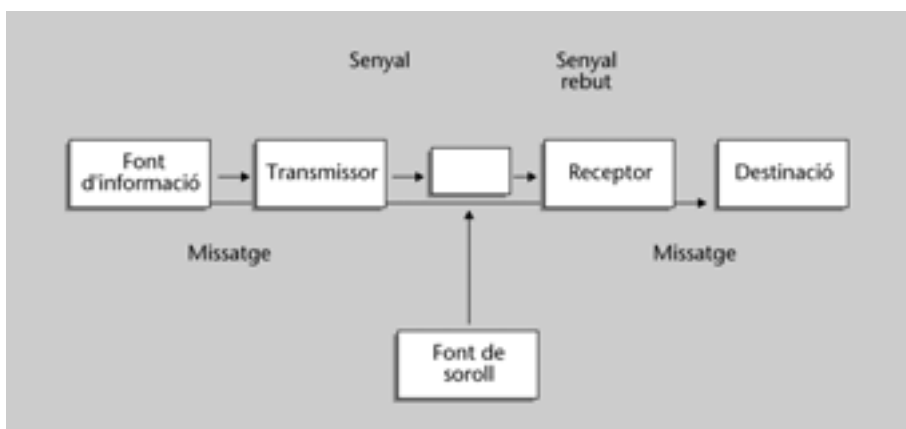 Senyal
Senyal
rebut
Font
d'informació
Transmissor
Receptor
Destinació
Missatge
Missatge
Font de
soroll